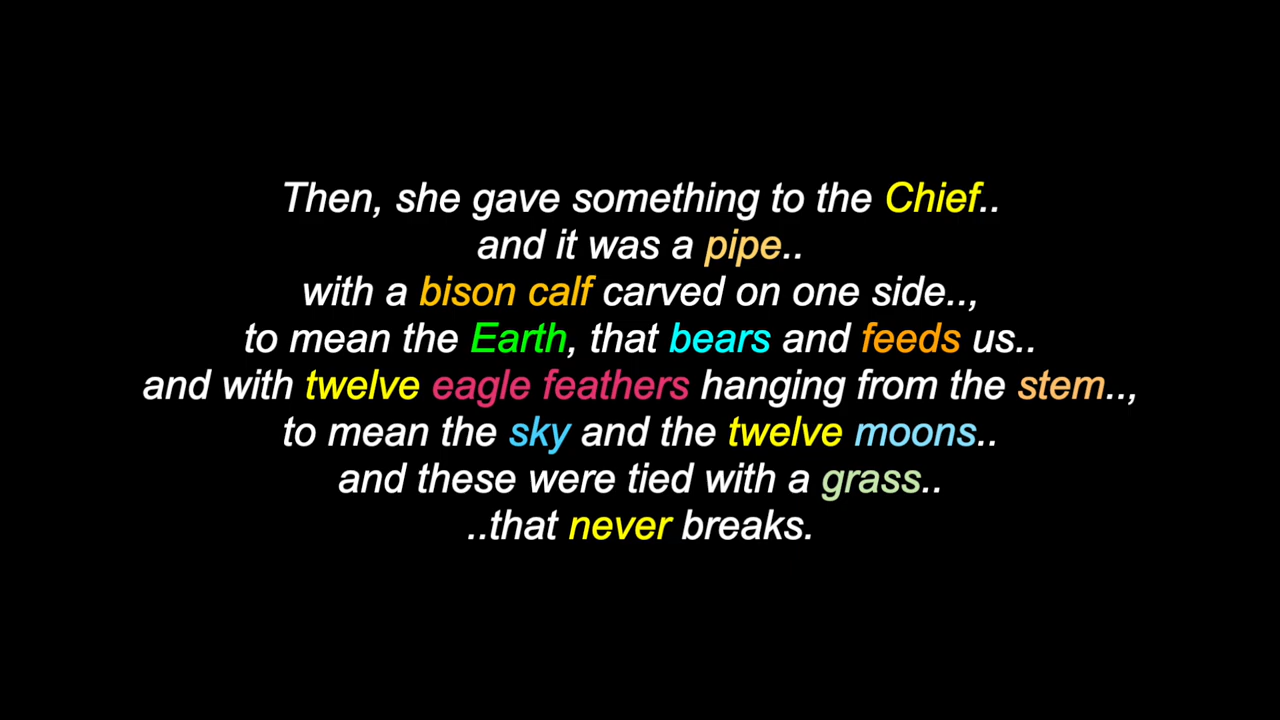 Then, she gave something to the Chief..
and it was a pipe..
with a bison calf carved on one side..,
to mean the Earth, that bears and feeds us..
and with twelve eagle feathers hanging from the stem..,
to mean the sky and the twelve moons..
and these were tied with a grass..
..that never breaks.